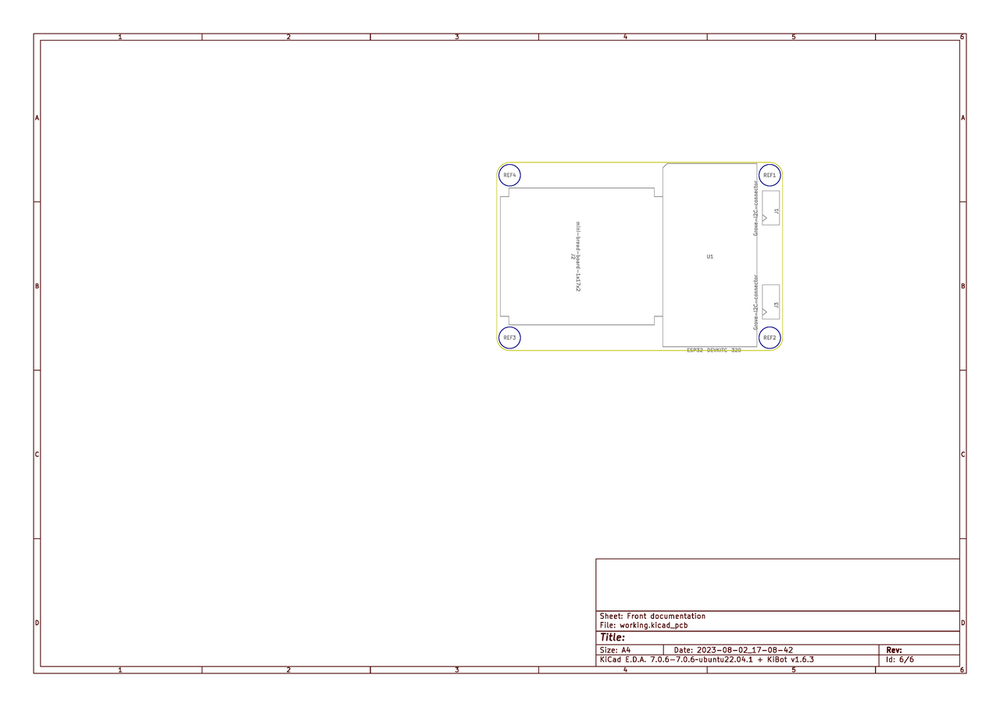 1 2 3 4 5 6
A A
REF4 REF1
Grove-I2C-connector
J1
mini-bread-board-1x17x2
J2
U1
B B
Grove-I2C-connector
J3
REF3 REF2
ESP32 DEVKITC 32D
C C
Sheet: Front documentation
File: working.kicad_pcb
D D
Title:
Size: A4 Date: 2023-08-02_17-08-42 Rev:
KiCad E.D.A. 7.0.6-7.0.6~ubuntu22.04.1 + KiBot v1.6.3 Id: 6/6
1 2 3 4 5 6